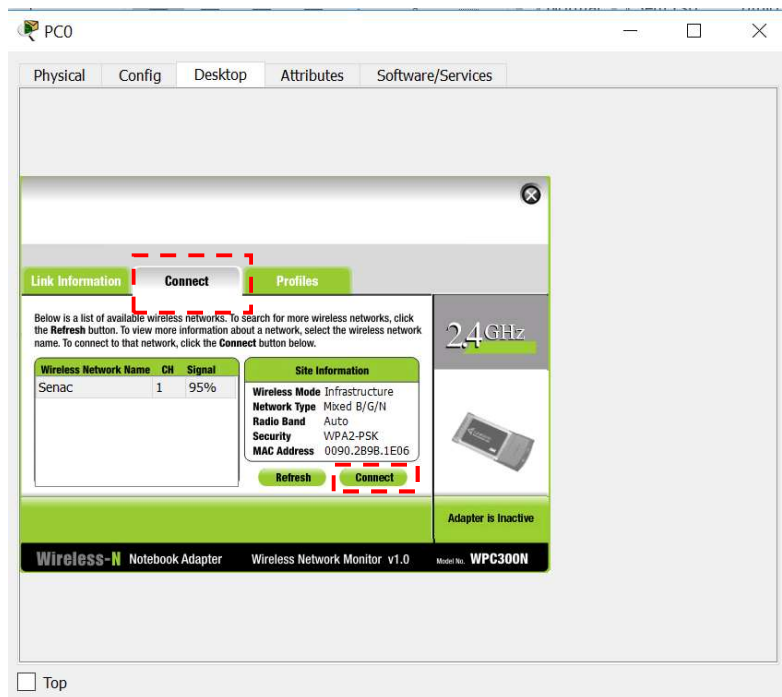 PC0
Physical Config Desktop Attributes Software/Services
Link Information Connect Profiles
Below is a list of available wireless networks. To search for more wireless networks, click
the Refresh button. To view more information about a network, select the wireless network
name. To connect to that network, click the Connect button below.
2,4GHz
Wireless Network Name CH Signal
Senac 1 95%
Site Information
Wireless Mode Infrastructure
Network Type Mixed B/G/N
Radio Band Auto
Security WPA2-PSK
MAC Address 0090.2B9B.1E06
Refresh Connect
Adapter is Inactive
Wireless-N Notebook Adapter Wireless Network Monitor v1.0 Model No. WPC300N
Top